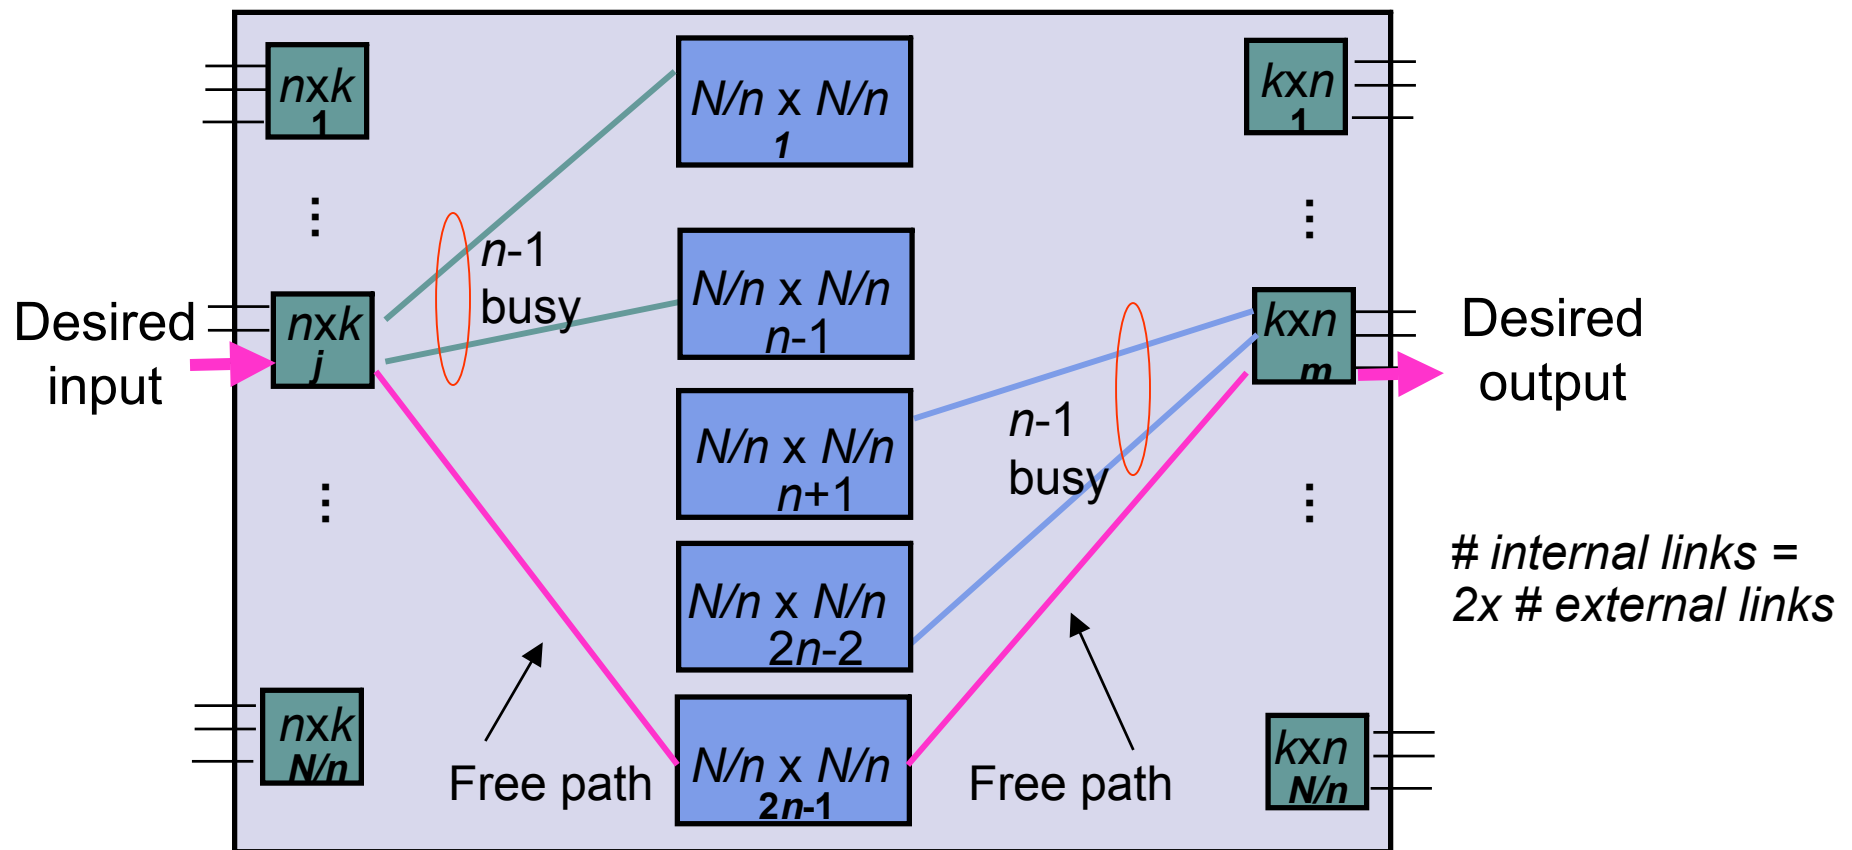 nxk
1
N/n x N/n
1
kxn
1
...
...
n-1
busy
N/n x N/n
n-1
Desired
input
nxk
j
kxn
m
Desired
output
N/n x N/n
n+1
n-1
busy
...
...
# internal links =
2x # external links
N/n x N/n
2n-2
nxk
N/n
Free path
N/n x N/n
2n-1
Free path
kxn
N/n